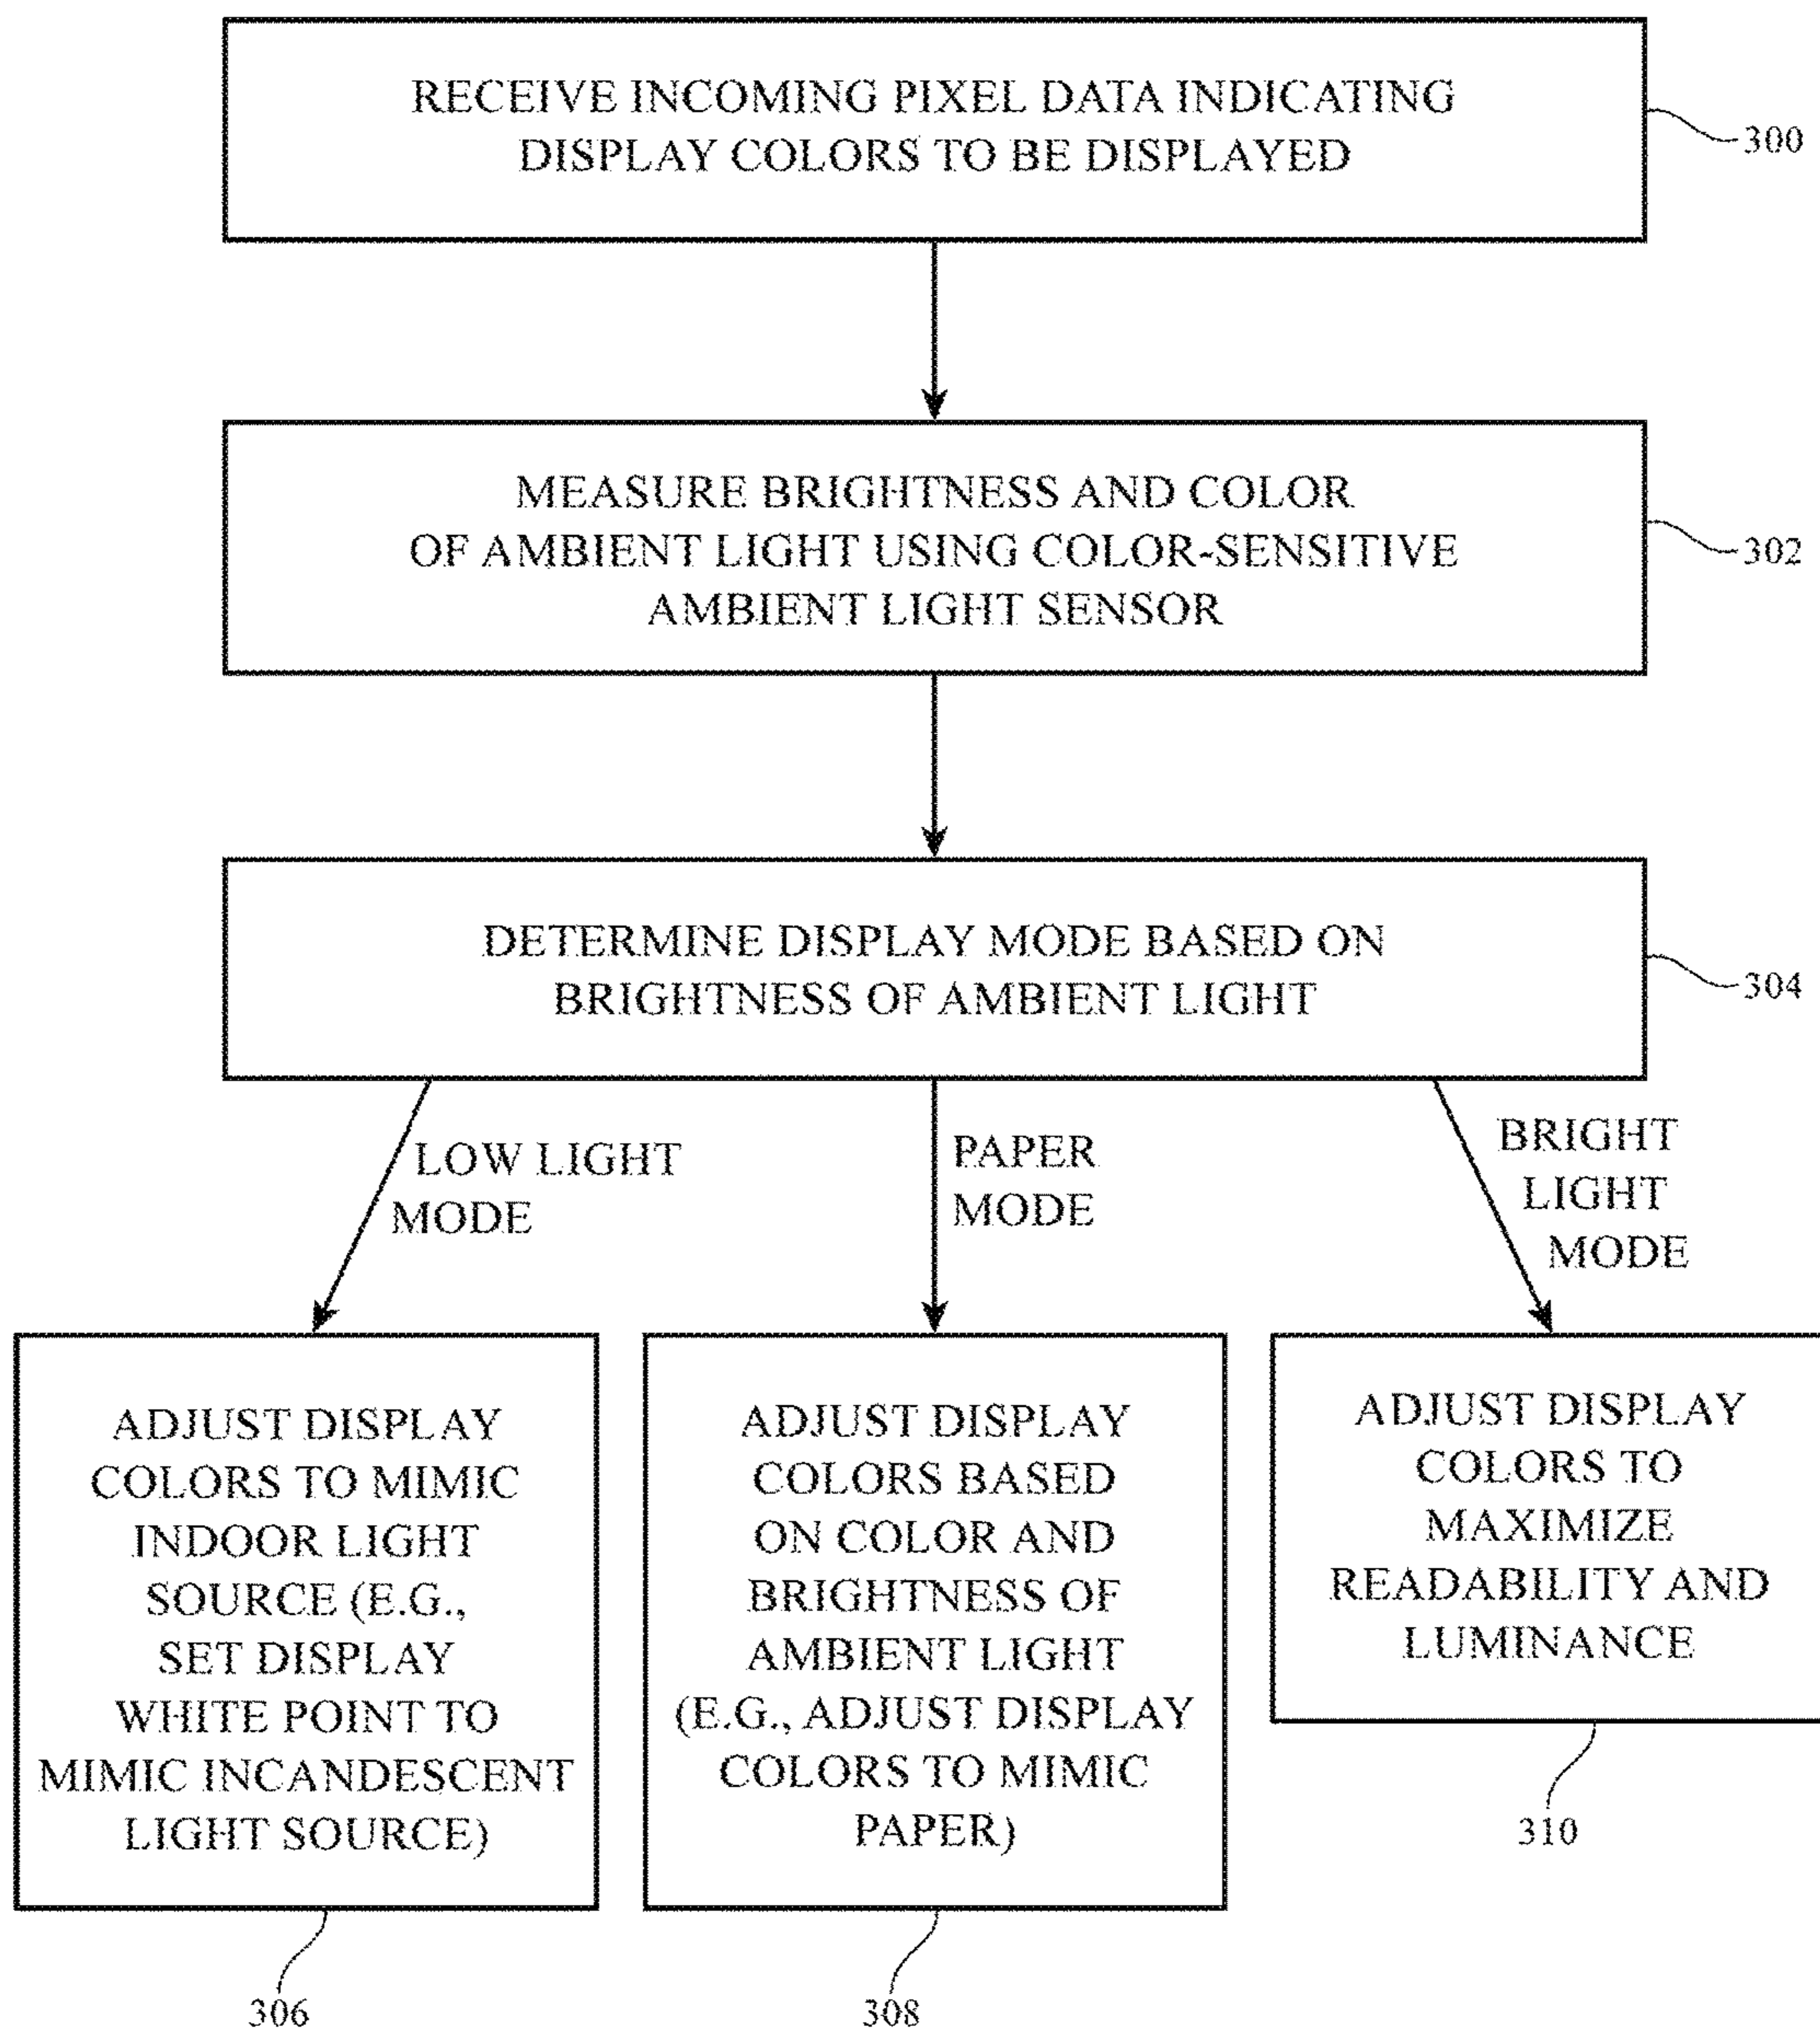 RECEIVE INCOMING PIXEL DATA INDICATING
DISPLAY COLORS TO BE DISPLAYED
300
MEASURE BRIGHTNESS AND COLOR
OF AMBIENT LIGHT USING COLOR-SENSITIVE
AMBIENT LIGHT SENSOR
302
DETERMINE DISPLAY MODE BASED ON
BRIGHTNESS OF AMBIENT LIGHT
304
LOW LIGHT
MODE
PAPER
MODE
BRIGHT
LIGHT
MODE
ADJUST DISPLAY
COLORS TO MIMIC
INDOOR LIGHT
SOURCE (E.G.,
SET DISPLAY
WHITE POINT TO
MIMIC INCANDESCENT
LIGHT SOURCE)
306
ADJUST DISPLAY
COLORS BASED
ON COLOR AND
BRIGHTNESS OF
AMBIENT LIGHT
(E.G., ADJUST DISPLAY
COLORS TO MIMIC
PAPER)
308
ADJUST DISPLAY
COLORS TO
MAXIMIZE
READABILITY AND
LUMINANCE
310